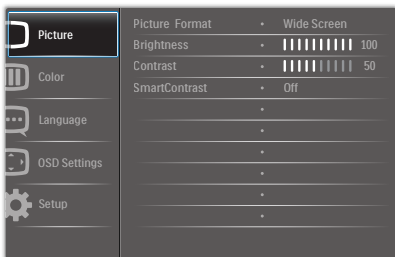 Picture
Color
Language
OSD Settings
Setup
Picture Format • Wide Screen
Brightness • 100
Contrast • 50
SmartContrast • Off
•
•
•
•
•
•